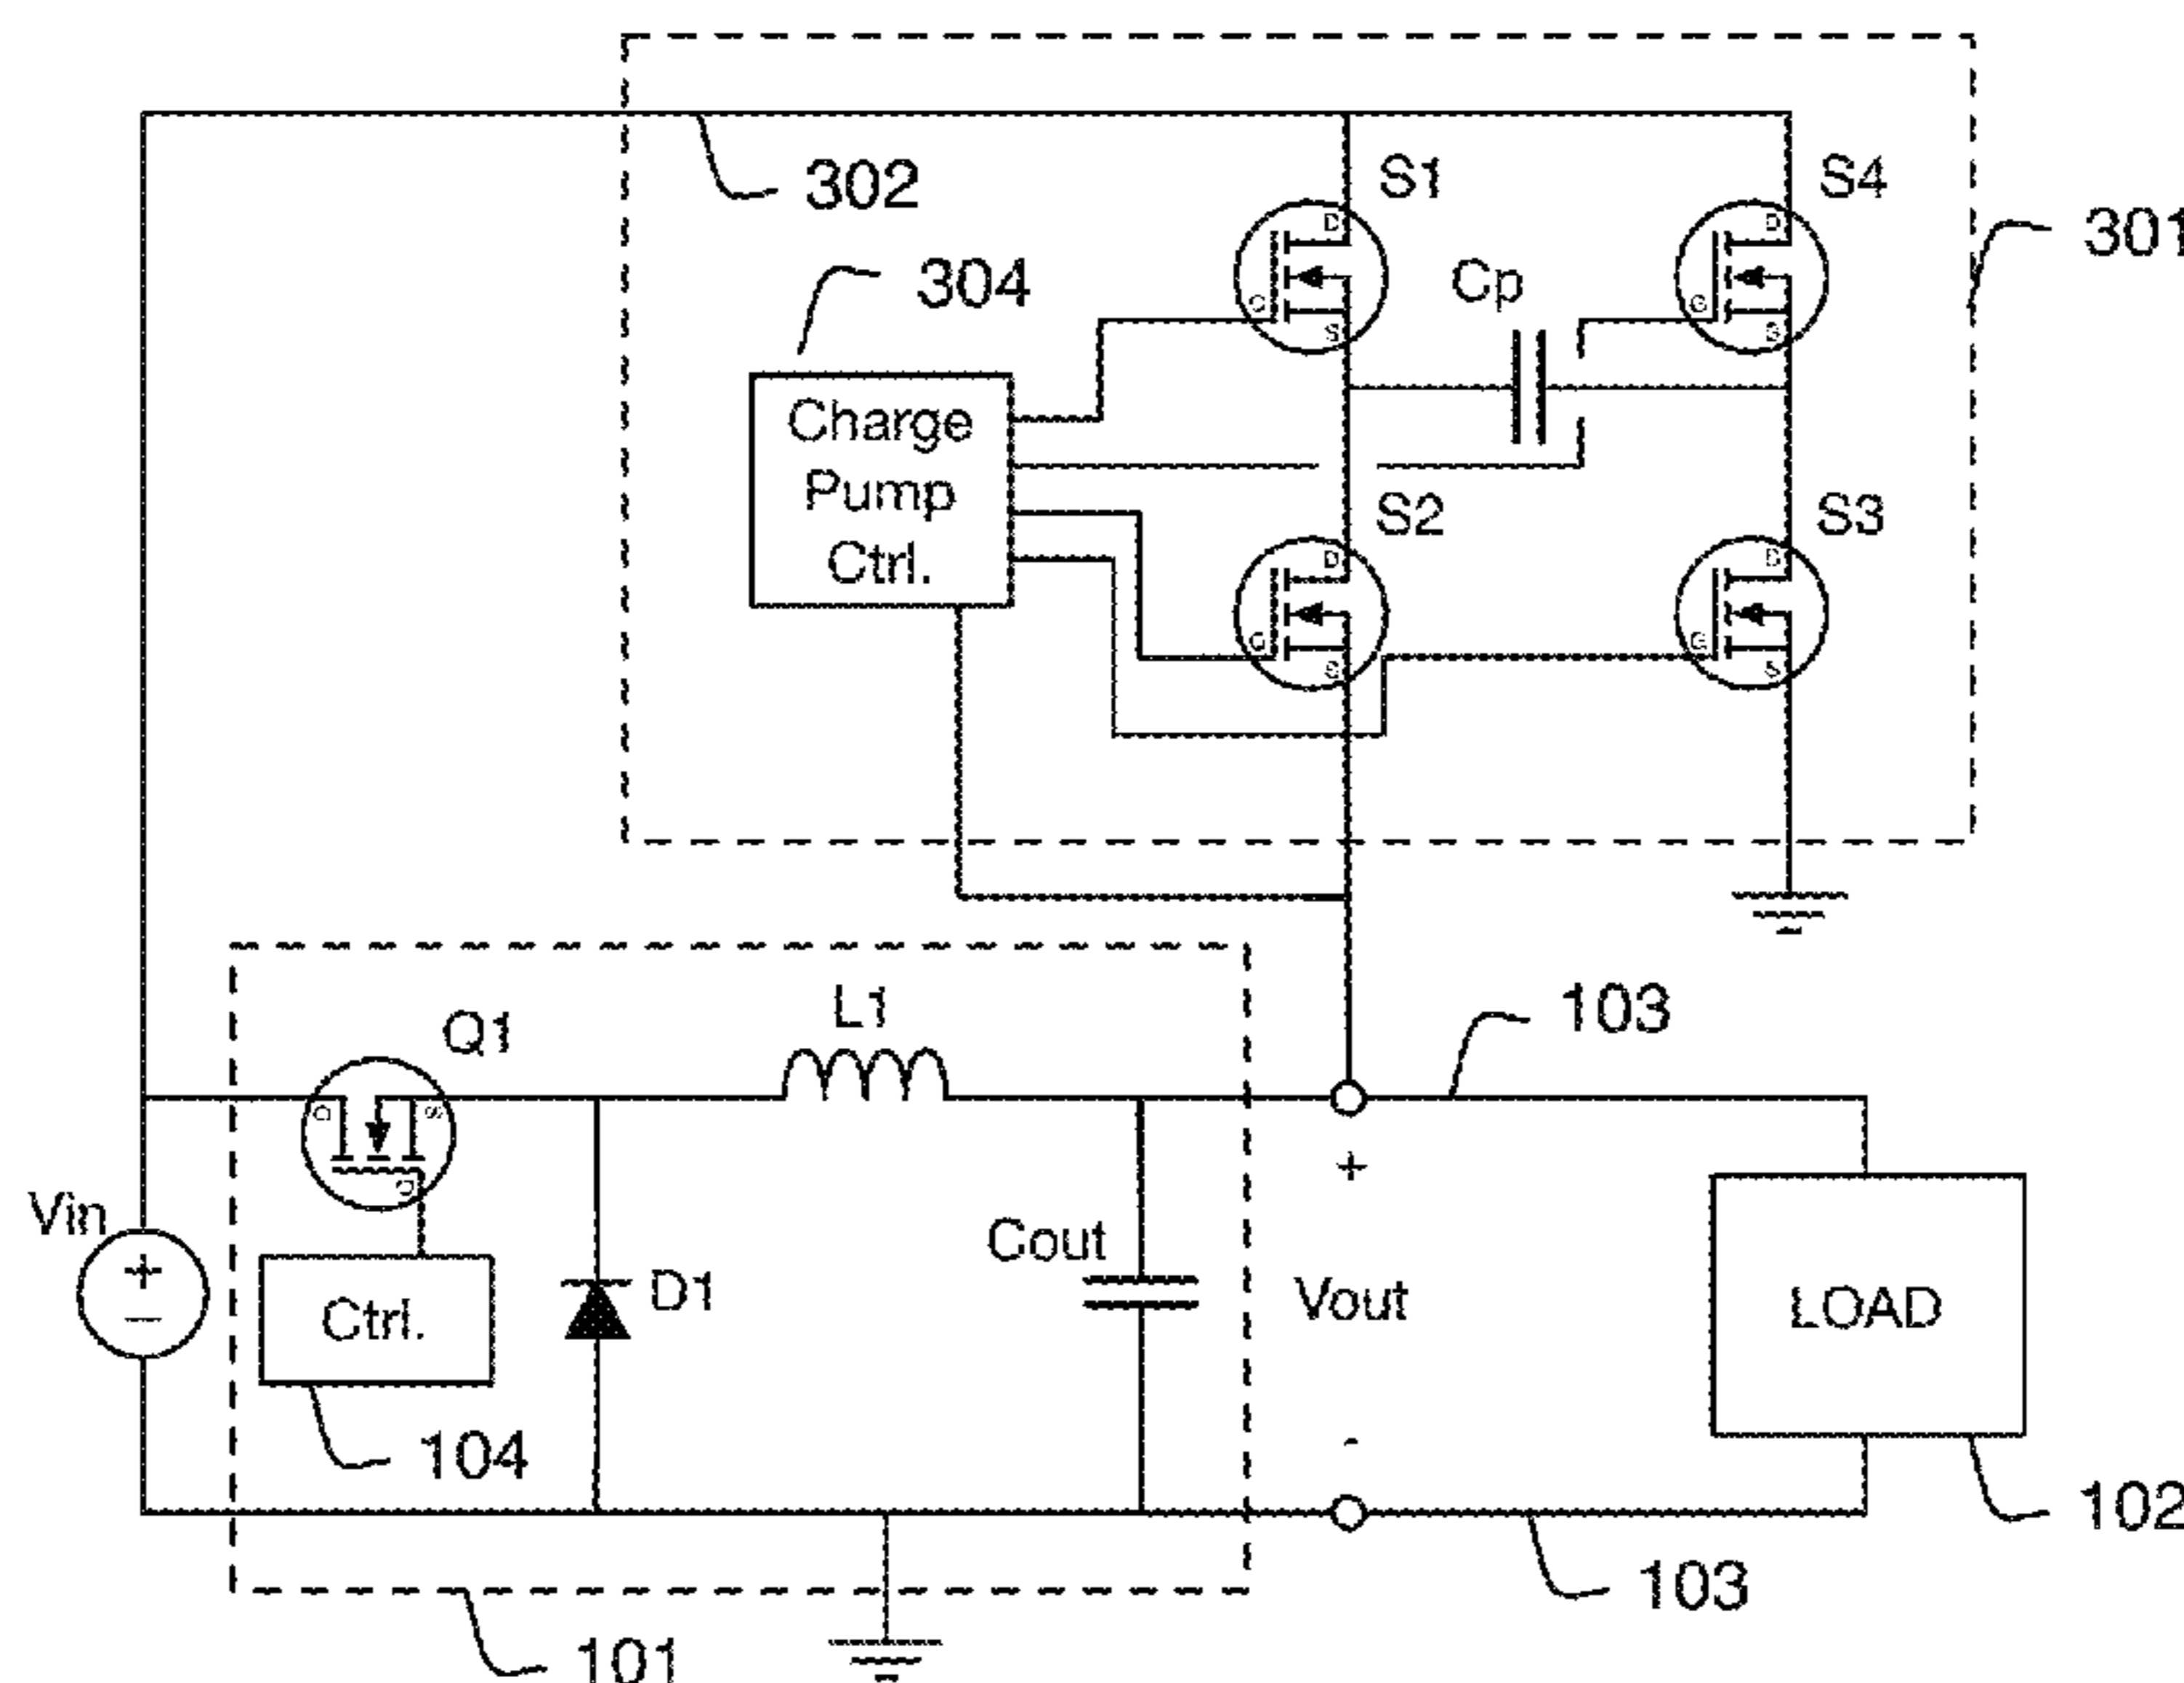 302
S1
S4
301
304
Cp
D
D
G
S
G
S
Charge
Pump
Ctrl.
S2
S3
D
D
G
S
G
S
Q1
L1
103
D
S
G
+
Vin
+
Cout
D1
Vout
LOAD
Ctrl.
−
104
-
102
103
101